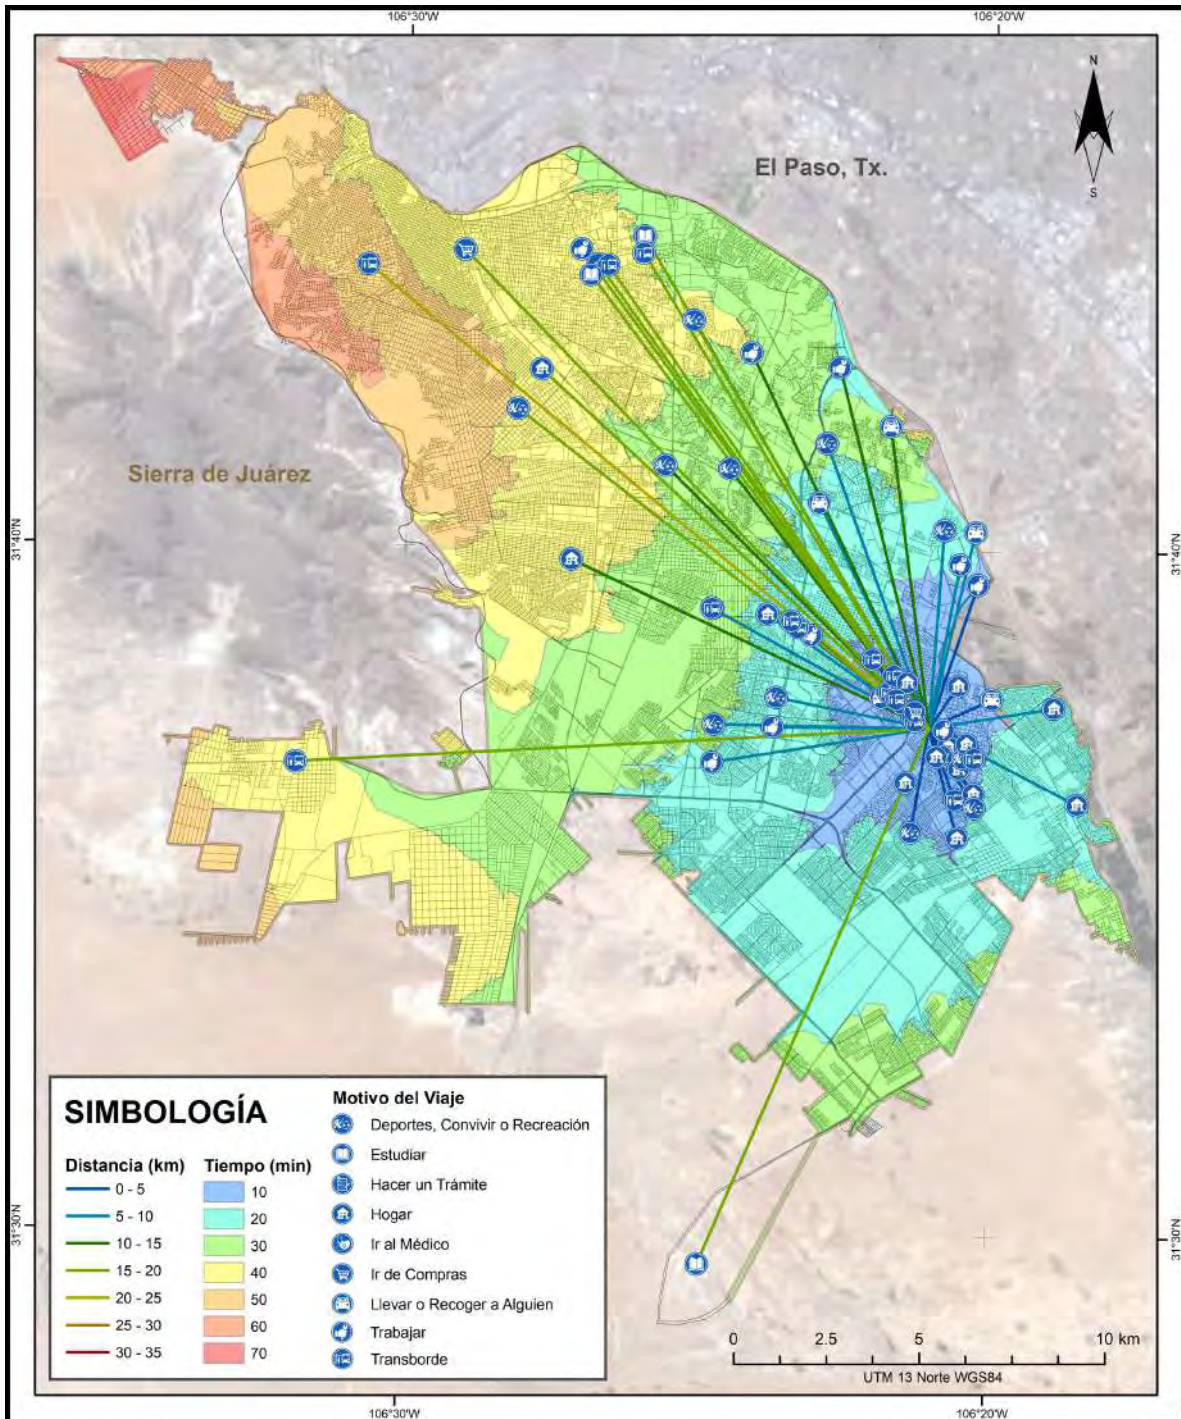 106°30'W
106°20'W
N
S
El Paso, Tx.
Sierra de Juárez
31°40'N
31°40'N
SIMBOLOGÍA
Distancia (km)
0 - 5
5 - 10
10 - 15
15 - 20
20 - 25
25 - 30
30 - 35
Tiempo (min)
10
20
30
40
50
60
70
Motivo del Viaje
Deportes, Convivir o Recreación
Estudiar
Hacer un Trámite
Hogar
Ir al Médico
Ir de Compras
Llevar o Recoger a Alguien
Trabajar
Transborde
31°30'N
31°30'N
0 2.5 5 10 km
UTM 13 Norte WGS84
106°30'W
106°20'W